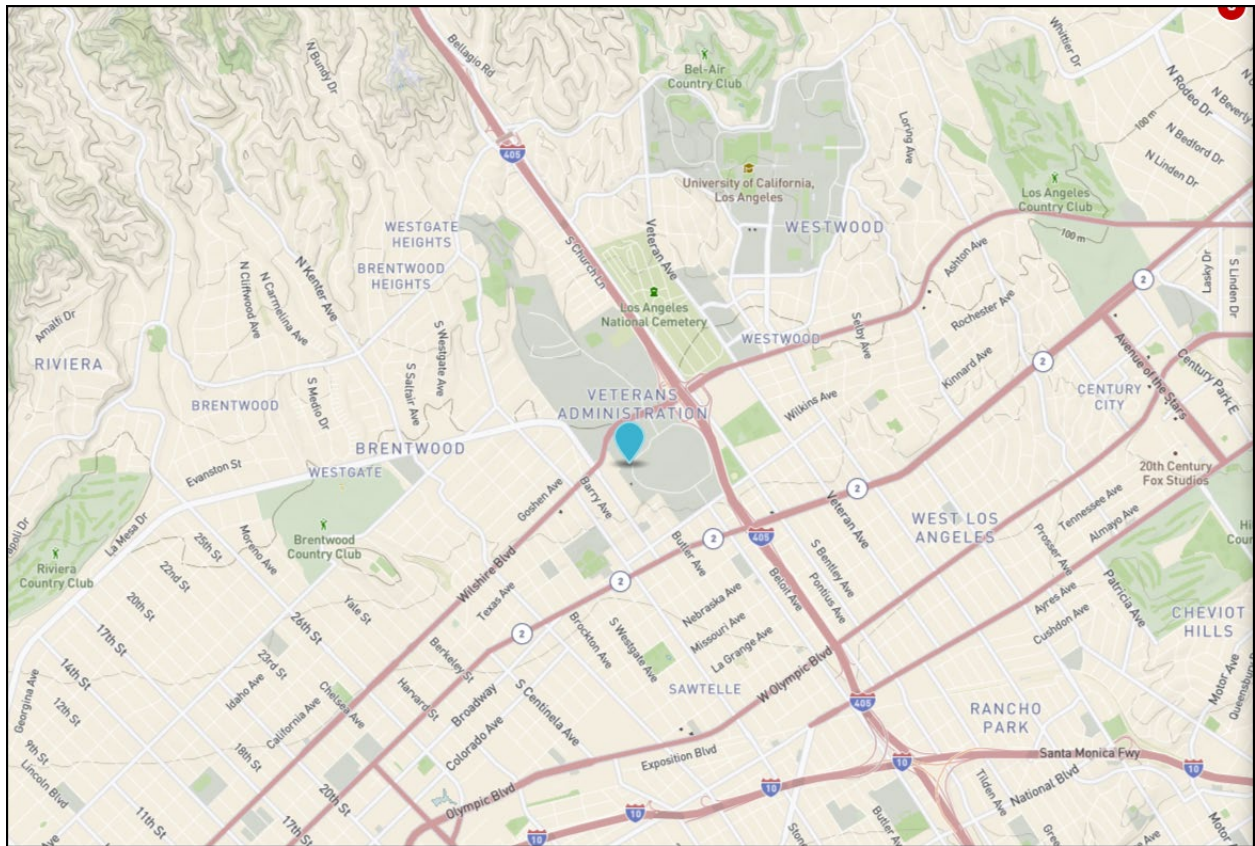 Whittier Dr
Bellagio Rd
N Bundy Dr
Bel-Air
Country Club
N Rodeo Dr
N Beverly
100 m
N Bedford Dr
Loring Ave
N Linden Dr
405
University of California,
Los Angeles
Los Angeles
Country Club
WESTGATE
HEIGHTS
Veteran Ave
WESTWOOD
S Church Ln
100 m
Ashton Ave
BRENTWOOD
HEIGHTS
N Kenter Ave
N Cliffwood Ave
N Carmelina Ave
Lasky Dr
S Linden Dr
2
Los Angeles
National Cemetery
Rochester Ave
Amalfi Dr
S Westgate Ave
WESTWOOD
Selby Ave
RIVIERA
S Saltair Ave
S Medio Dr
Kinnard Ave
2
Avenue of the Stars
Century Park E
BRENTWOOD
VETERANS
ADMINISTRATION
Wilkins Ave
CENTURY
CITY
BRENTWOOD
Evanston St
WESTGATE
20th Century
Fox Studios
Goshen Ave
Barry Ave
2
Veteran Ave
Tennessee Ave
Almayo Ave
La Mesa Dr
25th St
Moreno Ave
Brentwood
Country Club
WEST LOS
ANGELES
Prosser Ave
Riviera
Country Club
22nd St
Wilshire Blvd
Butler Ave
2
405
S Bentley Ave
Pontius Ave
Beloit Ave
20th St
Yale St
Texas Ave
2
Nebraska Ave
Missouri Ave
La Grange Ave
Ayres Ave
Cushdon Ave
Patricia Ave
CHEVIOT
HILLS
17th St
26th St
Berkeley St
2
Brockton Ave
S Westgate Ave
14th St
23rd St
Idaho Ave
Chelsea Ave
Harvard St
Broadway
S Centinela Ave
SAWTELLE
W Olympic Blvd
405
Motor Ave
Georgina Ave
12th St
California Ave
Colorado Ave
RANCHO
PARK
9th St
18th St
Exposition Blvd
Santa Monica Fwy
10
10
Lincoln Blvd
20th St
Olympic Blvd
10
Tilden Ave
National Blvd
11th St
17th St
10
10
Butler Ave